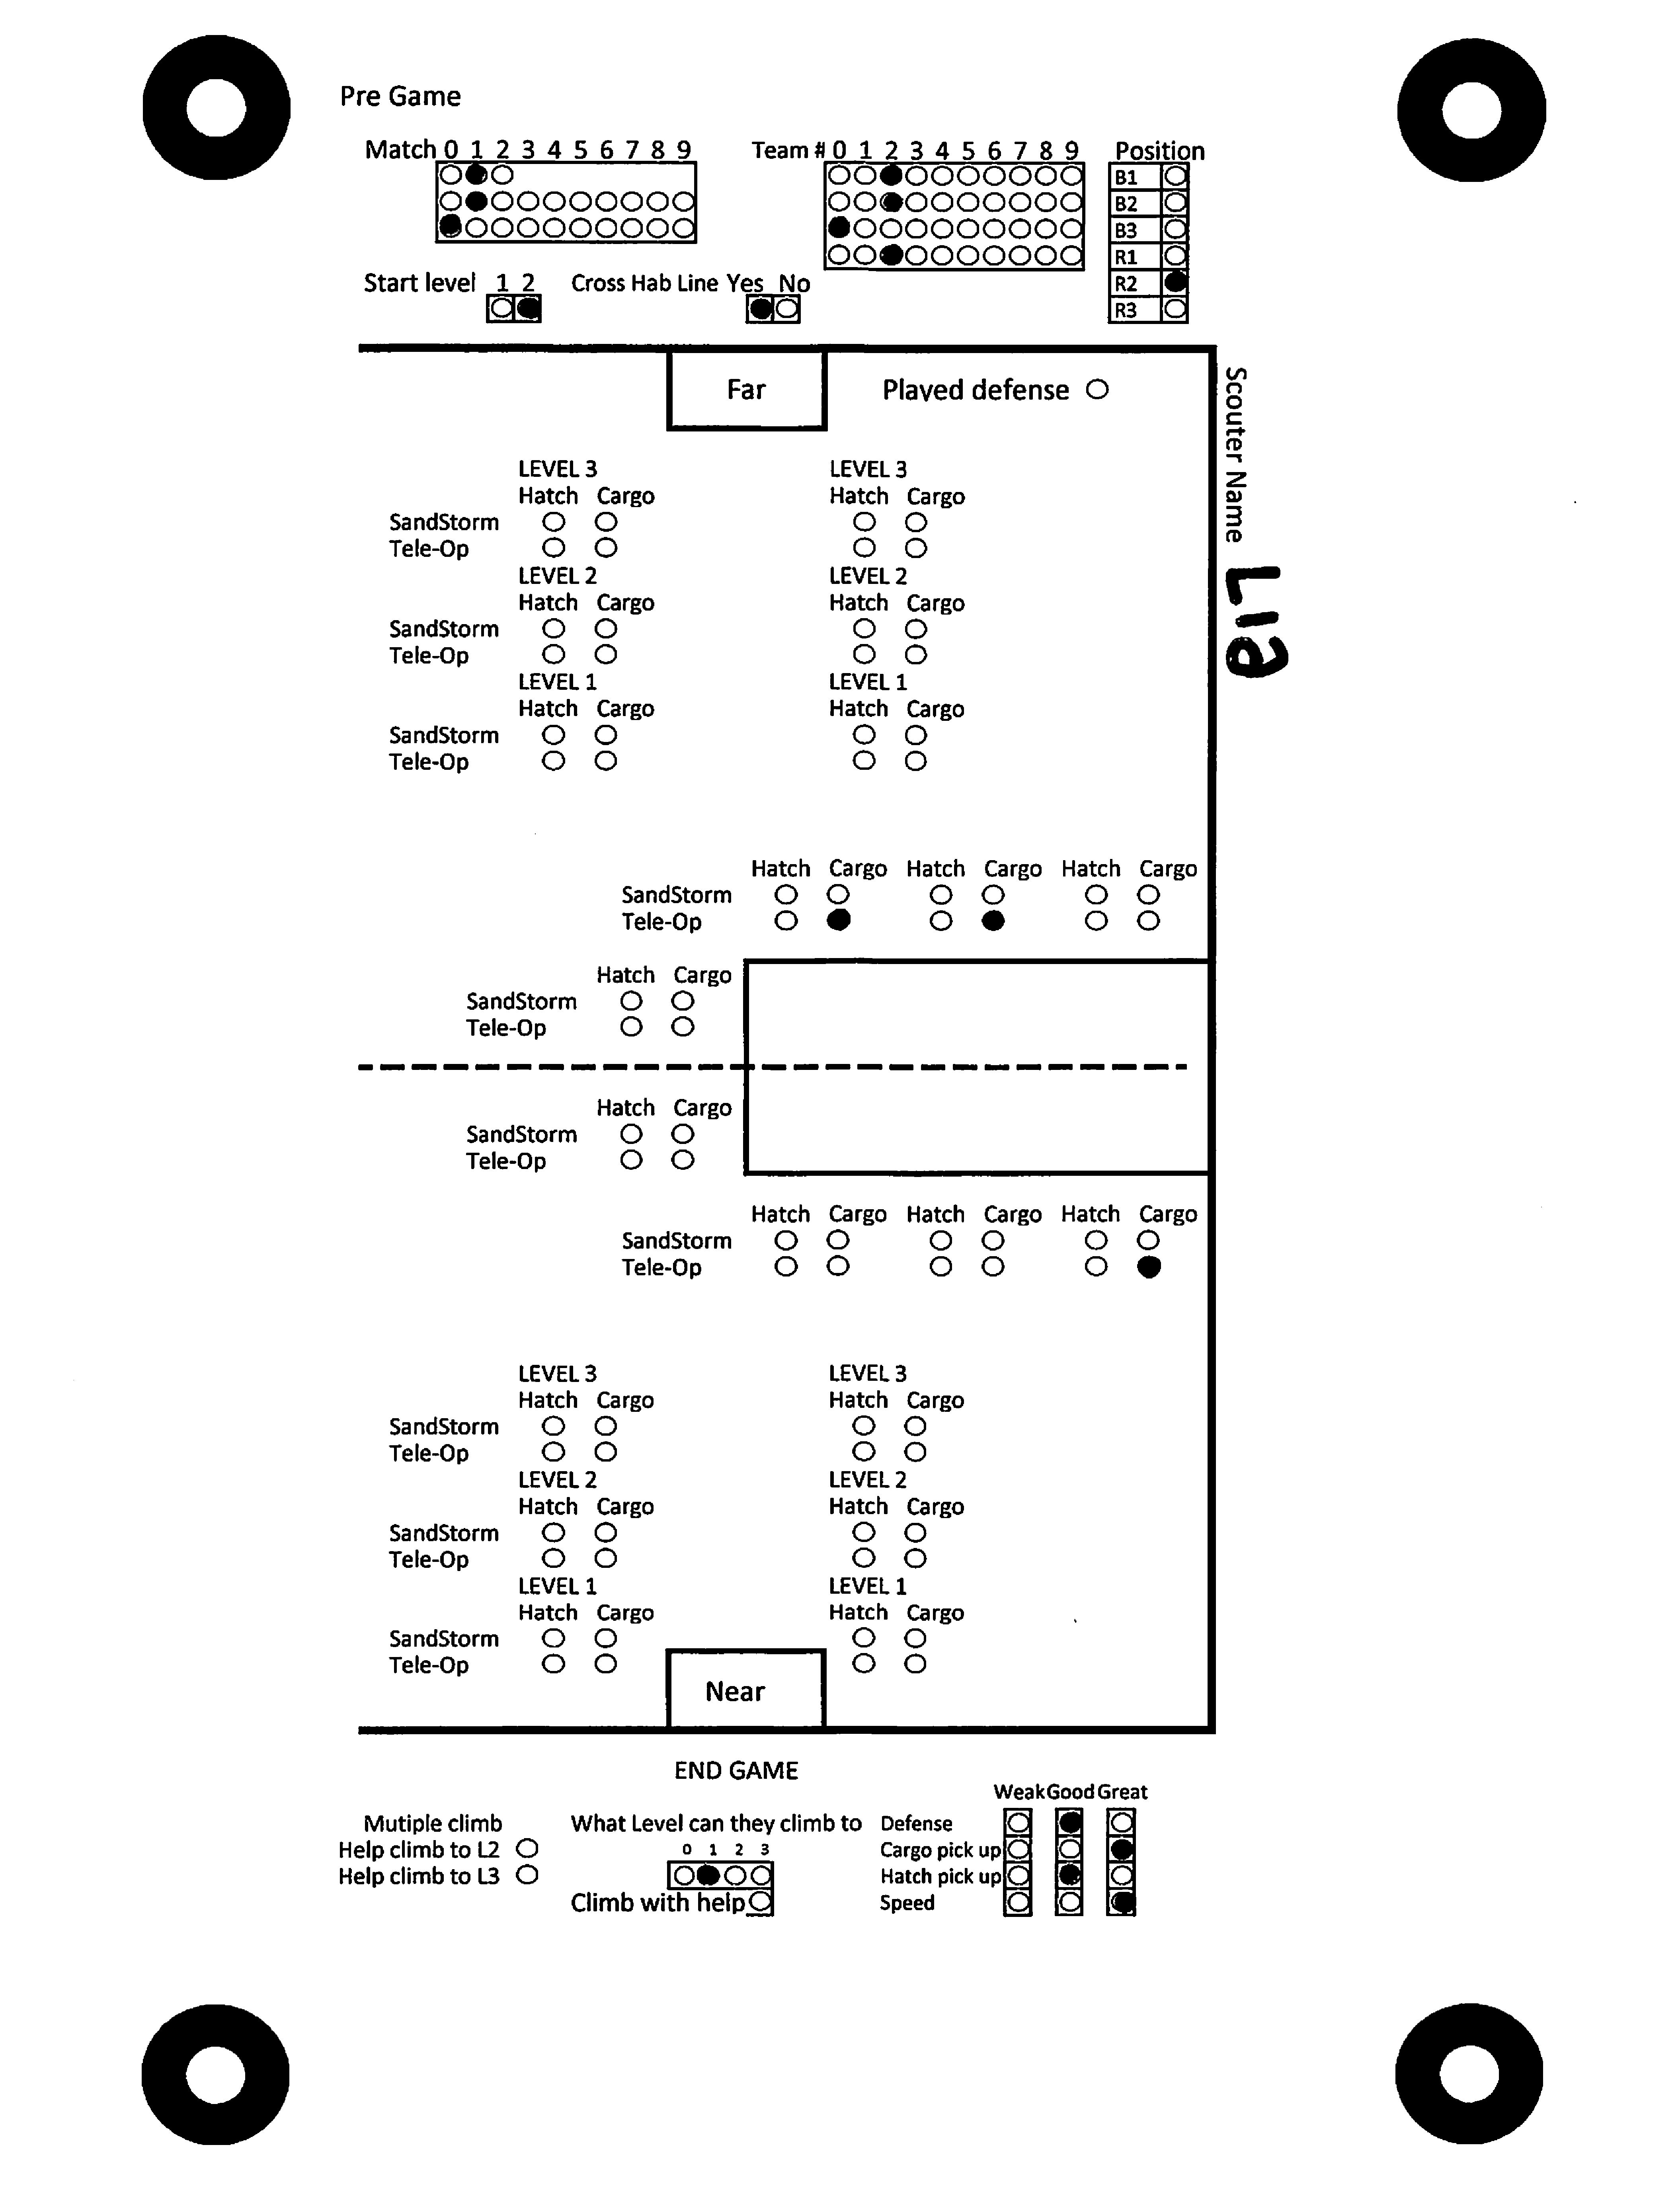 Pre Game
Match 0 1 2 3 4 5 6 7 8 9
Team # 0 1 2 3 4 5 6 7 8 9
Position
B1
B2
B3
R1
R2
R3
Start level 1 2
Cross Hab Line Yes No
Far
Played defense
Scouter Name Lia
LEVEL 3 LEVEL 3
Hatch Cargo Hatch Cargo
SandStorm
Tele-Op
LEVEL 2 LEVEL 2
Hatch Cargo Hatch Cargo
SandStorm
Tele-Op
LEVEL 1 LEVEL 1
Hatch Cargo Hatch Cargo
SandStorm
Tele-Op
Hatch Cargo Hatch Cargo Hatch Cargo
SandStorm
Tele-Op
Hatch Cargo
SandStorm
Tele-Op
Hatch Cargo
SandStorm
Tele-Op
Hatch Cargo Hatch Cargo Hatch Cargo
SandStorm
Tele-Op
LEVEL 3 LEVEL 3
Hatch Cargo Hatch Cargo
SandStorm
Tele-Op
LEVEL 2 LEVEL 2
Hatch Cargo Hatch Cargo
SandStorm
Tele-Op
LEVEL 1 LEVEL 1
Hatch Cargo Hatch Cargo
SandStorm
Tele-Op
Near
END GAME
Mutiple climb
Help climb to L2
Help climb to L3
What Level can they climb to
0 1 2 3
Climb with help
Weak Good Great
Defense
Cargo pick up
Hatch pick up
Speed